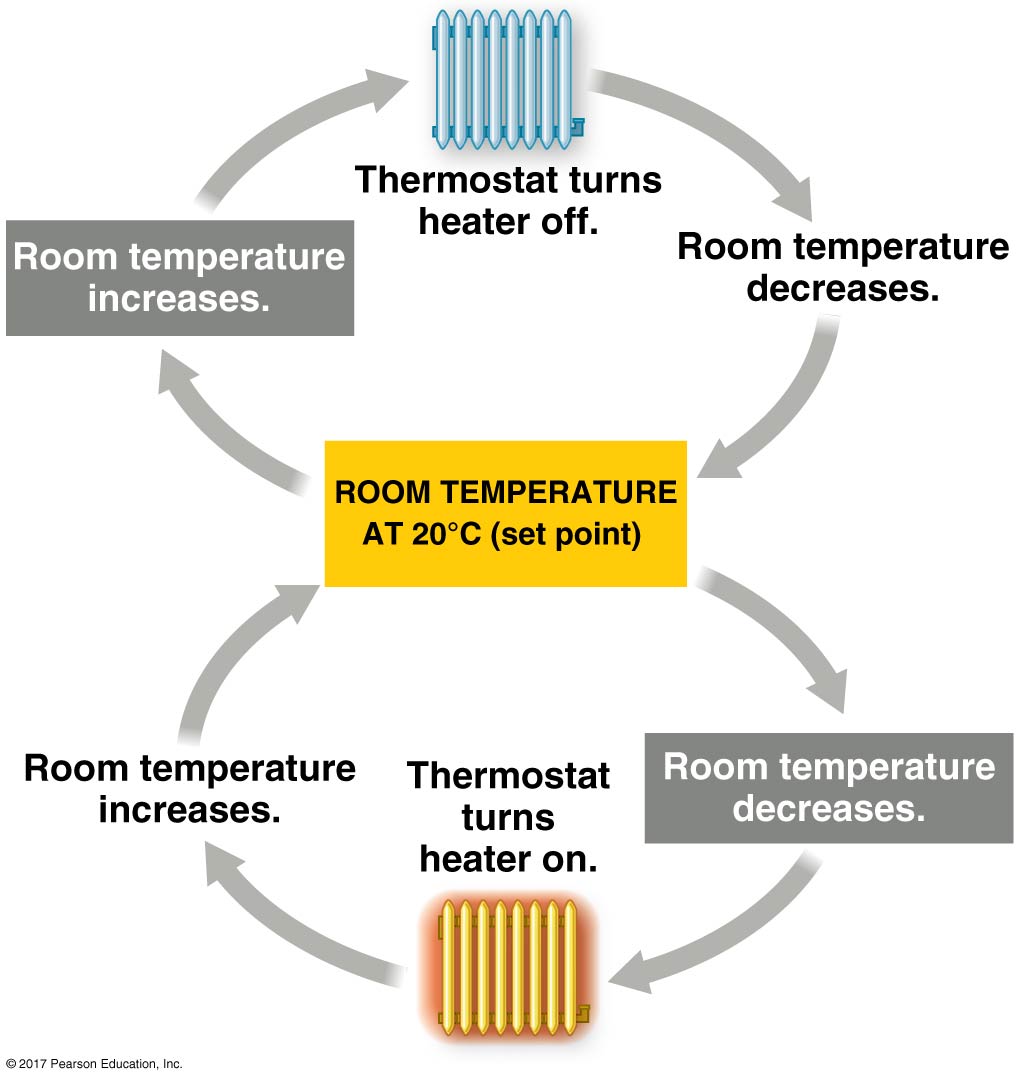 Thermostat turns
heater off.
Room temperature
increases.
Room temperature
decreases.
ROOM TEMPERATURE
AT 20°C (set point)
Room temperature
increases.
Thermostat
turns
heater on.
Room temperature
decreases.
© 2017 Pearson Education, Inc.